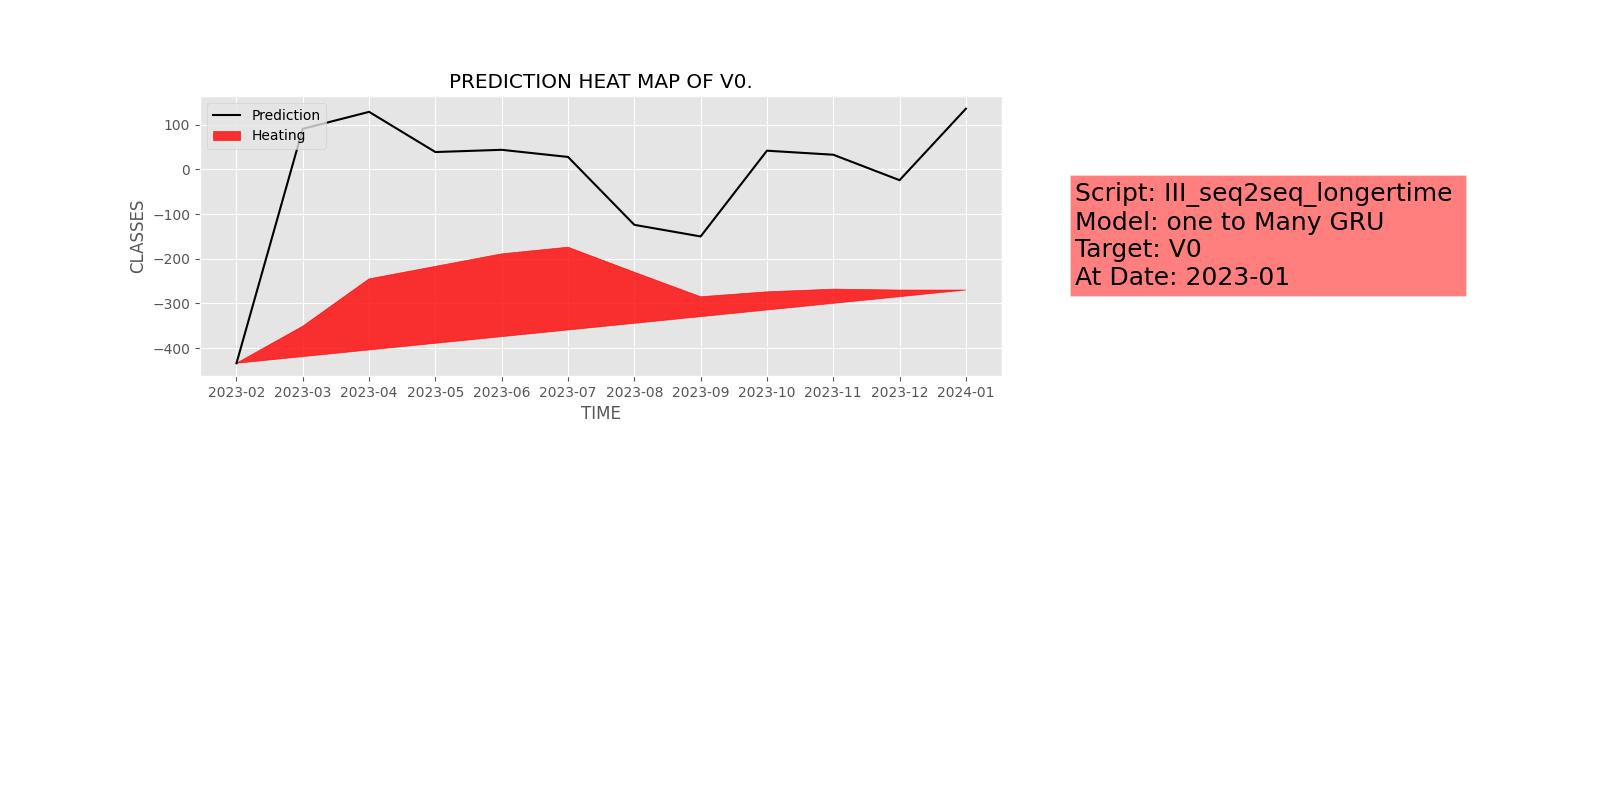 PREDICTION HEAT MAP OF V0.
Prediction
Heating
100
0
−100
−200
−300
−400
CLASSES
2023-02 2023-03 2023-04 2023-05 2023-06 2023-07 2023-08 2023-09 2023-10 2023-11 2023-12 2024-01
TIME
Script: III_seq2seq_longertime
Model: one to Many GRU
Target: V0
At Date: 2023-01